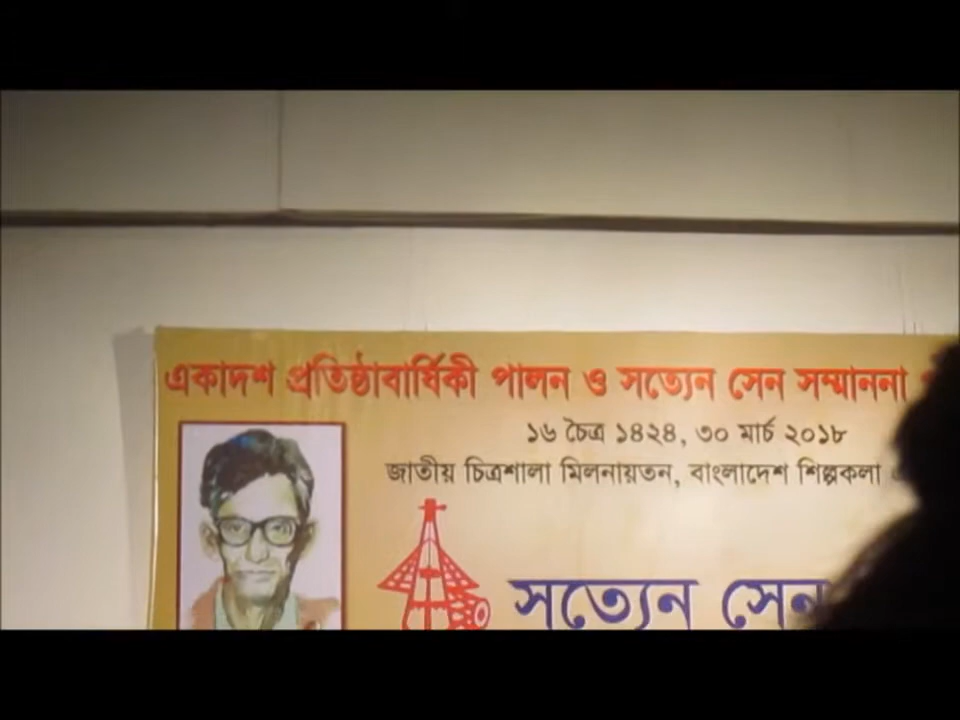 একাদশ প্রতিষ্ঠাবার্ষিকী পালন ও সত্যেন সেন সম্মাননা
১৬ চৈত্র ১৪২৪, ৩০ মার্চ ২০১৮
জাতীয় চিত্রশালা মিলনায়তন, বাংলাদেশ শিল্পকলা
সত্যেন সেন